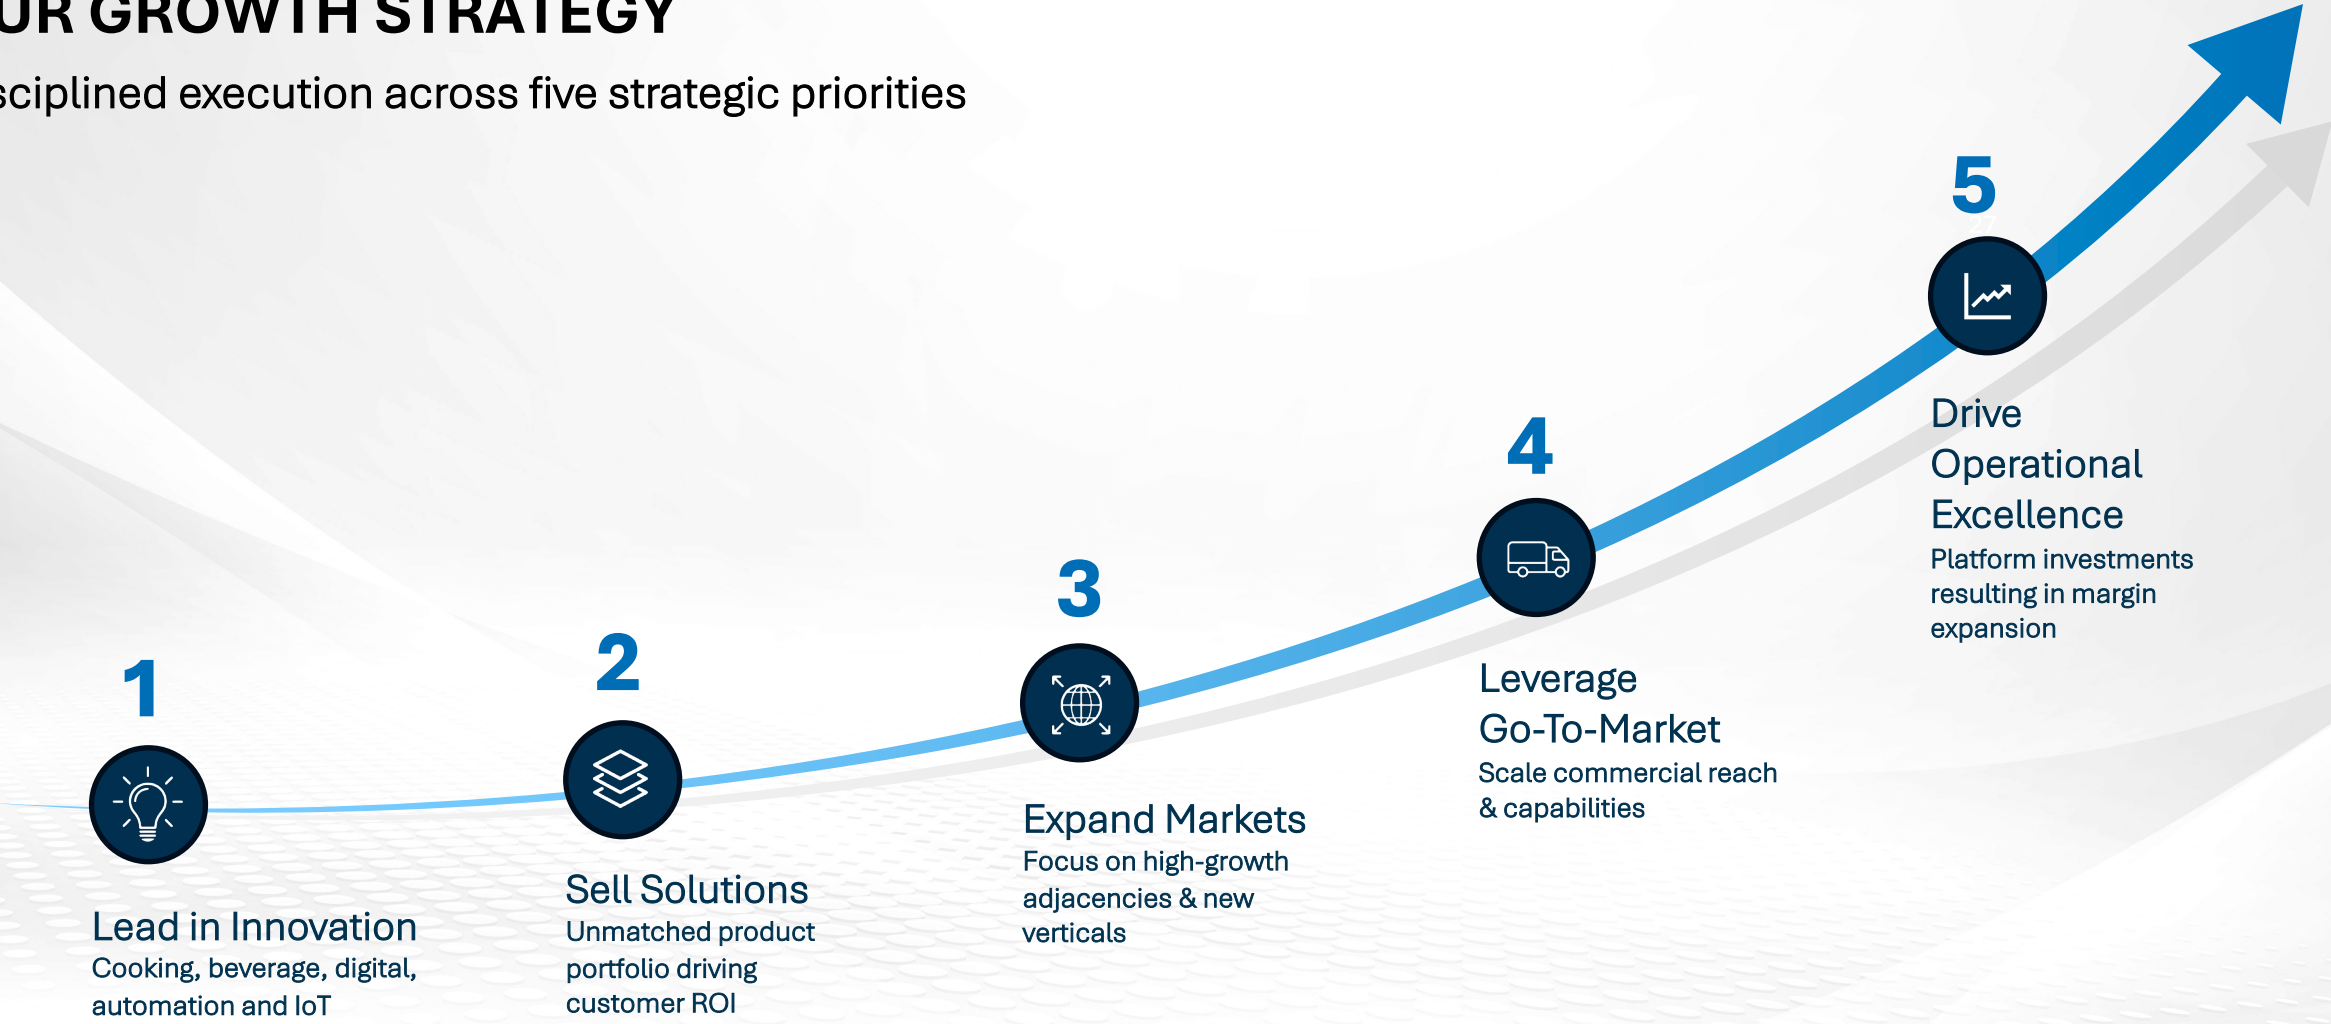 UR GROWTH STRATEGY
sciplined execution across five strategic priorities
1
Lead in Innovation
Cooking, beverage, digital,
automation and IoT
2
Sell Solutions
Unmatched product
portfolio driving
customer ROI
3
Expand Markets
Focus on high-growth
adjacencies & new
verticals
4
Leverage
Go-To-Market
Scale commercial reach
& capabilities
5
Drive
Operational
Excellence
Platform investments
resulting in margin
expansion